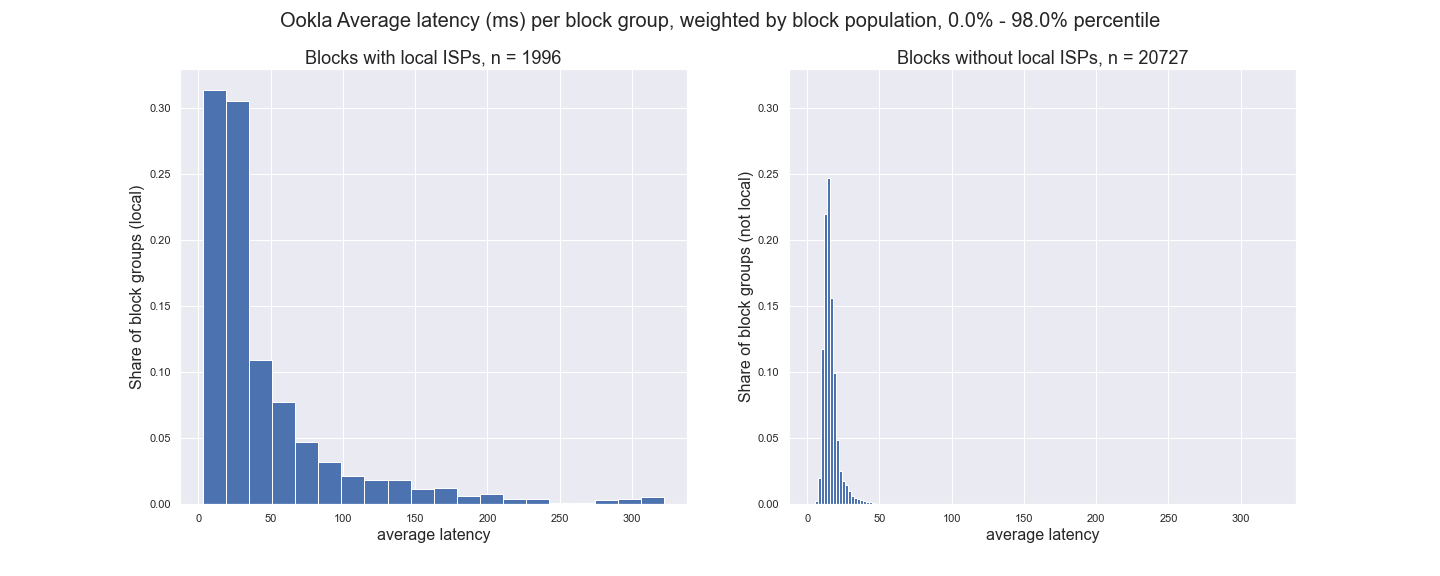 Ookla Average latency (ms) per block group, weighted by block population, 0.0% - 98.0% percentile
Blocks with local ISPs, n = 1996
Share of block groups (local)
0.30
0.25
0.20
0.15
0.10
0.05
0.00
0 50 100 150 200 250 300
average latency
Blocks without local ISPs, n = 20727
Share of block groups (not local)
0.30
0.25
0.20
0.15
0.10
0.05
0.00
0 50 100 150 200 250 300
average latency